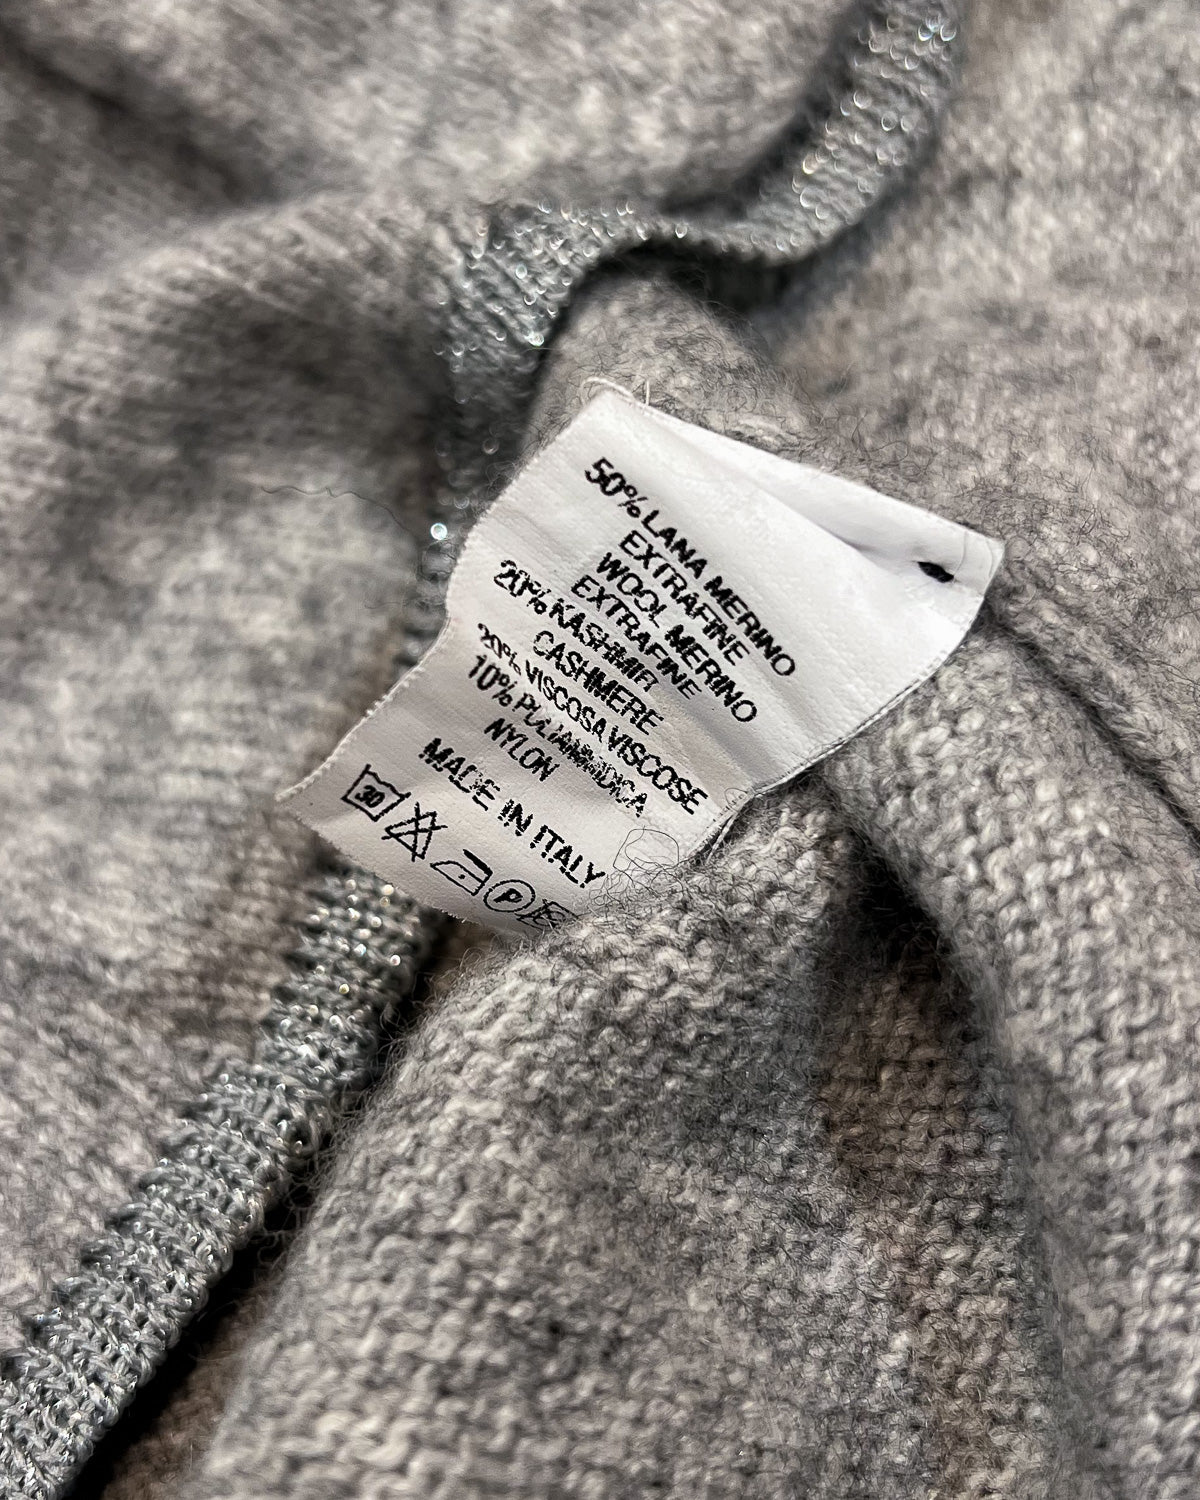 50% LANA MERINO
EXTRAFINE
WOOL MERINO
EXTRAFINE
20% KASHMIR
CASHMERE
20% VISCOSA VISCOSE
10% POLIAMMIDICA
NYLON
MADE IN ITALY
30
P